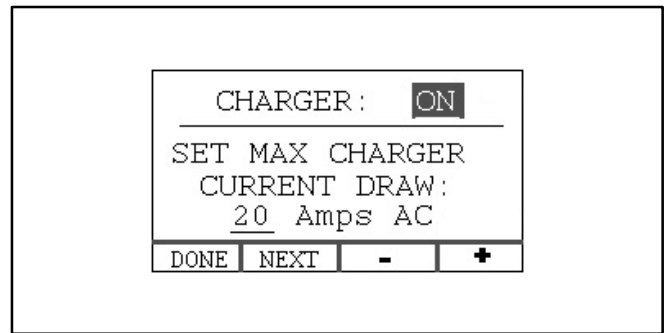 CHARGER: ON
SET MAX CHARGER
CURRENT DRAW:
20 Amps AC
DONE NEXT - +